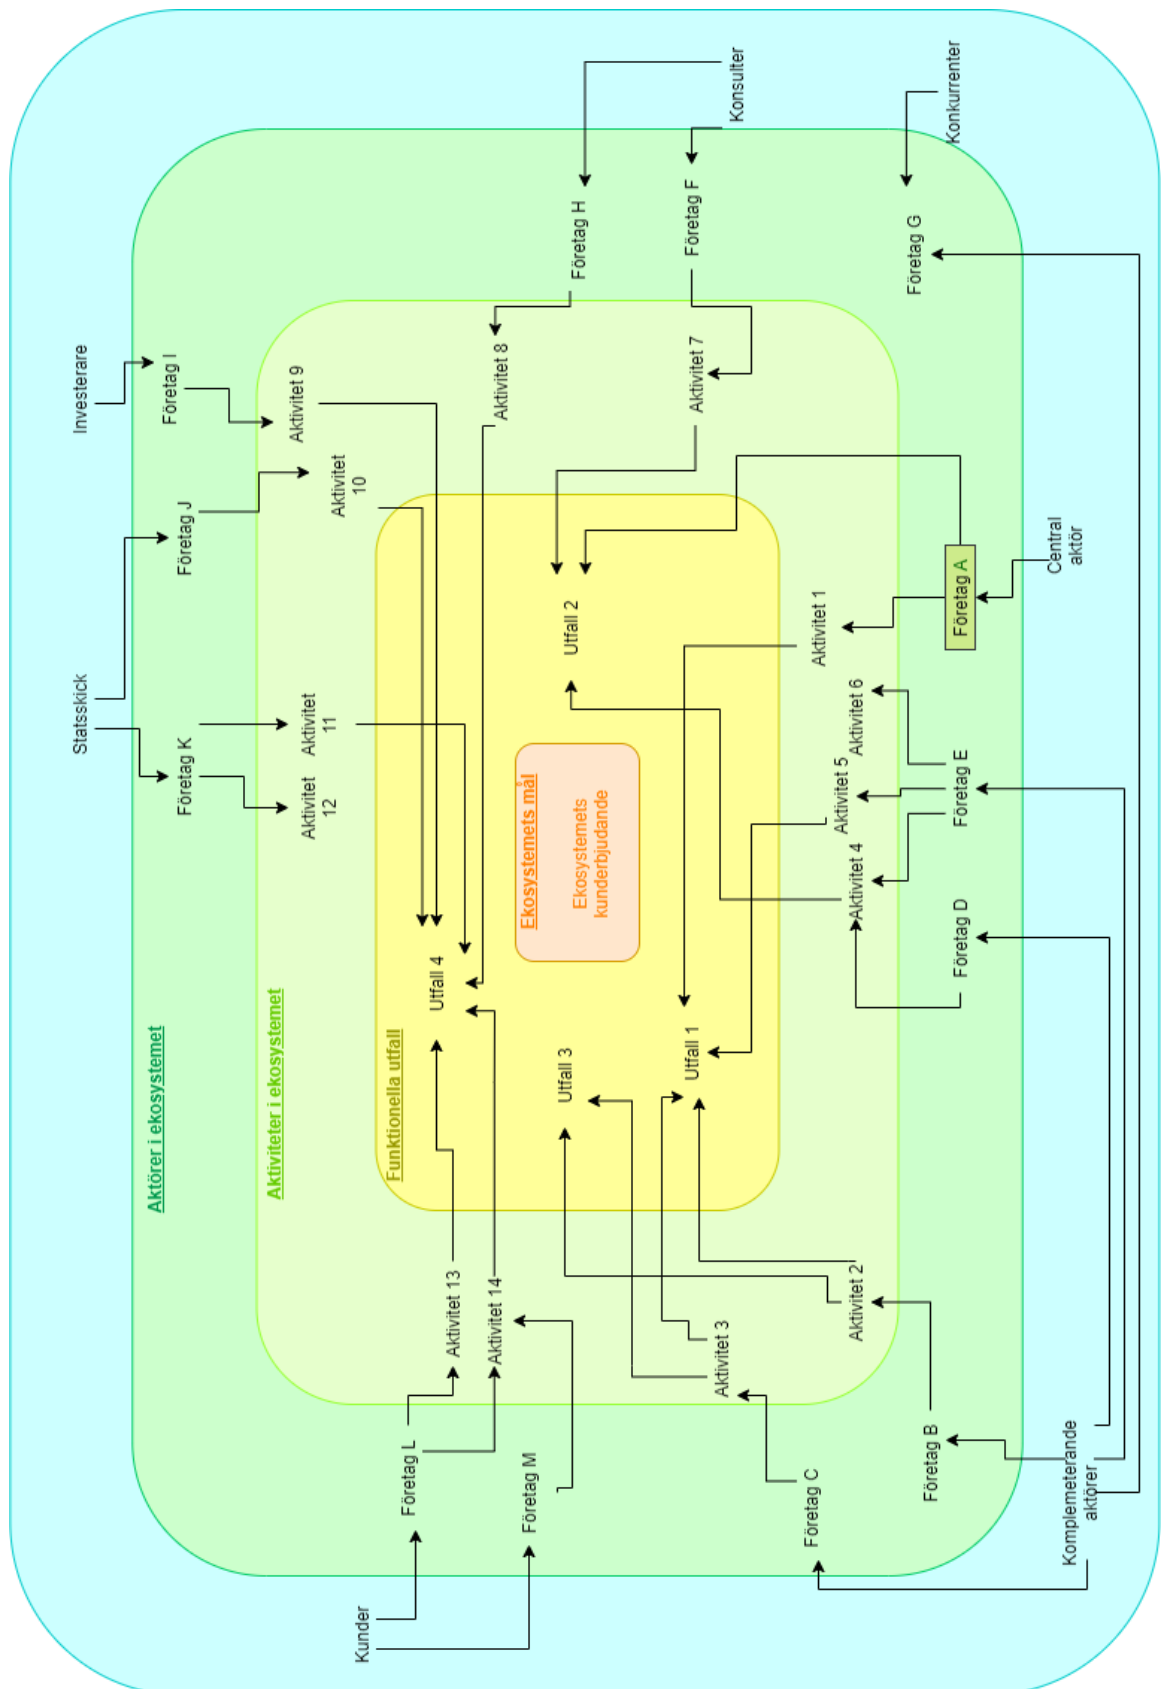 Statsskick
Investerare
Aktörer i ekosystemet
Företag K
Företag J
Företag I
Aktiviteter i ekosystemet
Aktivitet
12
Aktivitet
11
Aktivitet
10
Aktivitet 9
Kunder
Företag L
Företag M
Aktivitet 13
Aktivitet 14
Funktionella utfall
Utfall 4
Aktivitet 8
Företag H
Ekosystemets mål
Ekosystemets
kunderbjudande
Utfall 3
Utfall 2
Utfall 1
Aktivitet 7
Företag F
Konsulter
Aktivitet 3
Företag C
Aktivitet 2
Aktivitet 4
Aktivitet 5
Aktivitet 6
Aktivitet 1
Företag B
Företag D
Företag E
Företag A
Företag G
Konkurrenter
Komplemeterande
aktörer
Central
aktör